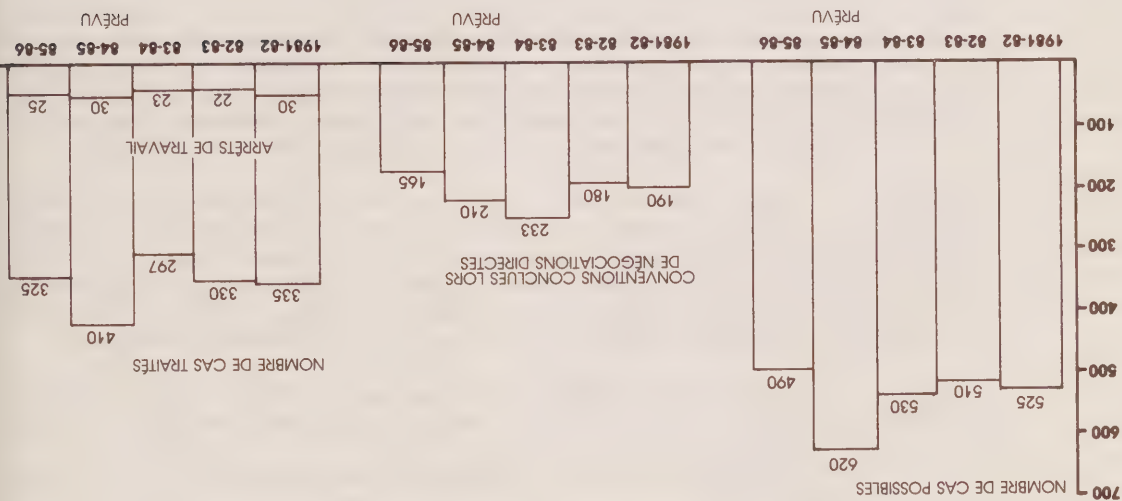 NOMBRE DE CAS POSSIBLES
700
600
500
400
300
200
100
525
510
530
620
490
1981-82 82-83 83-84 84-85 85-86
PRÉVU
CONVENTIONS CONCLUES LORS
DE NÉGOCIATIONS DIRECTES
190
180
233
210
165
1981-82 82-83 83-84 84-85 85-86
PRÉVU
NOMBRE DE CAS TRAITÉS
335
330
297
410
325
ARRÊTS DE TRAVAIL
30
22
23
30
25
1981-82 82-83 83-84 84-85 85-86
PRÉVU